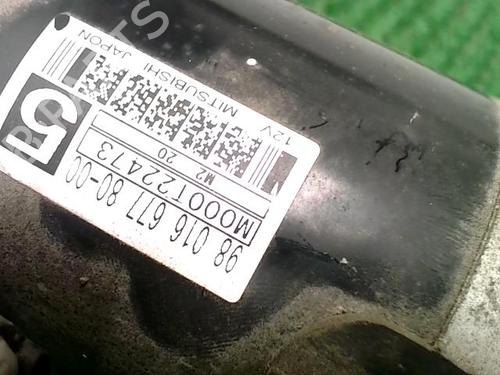 98 016 677 80-00
M000T22473
M2
20
12V
MITSUBISHI JAPON
5